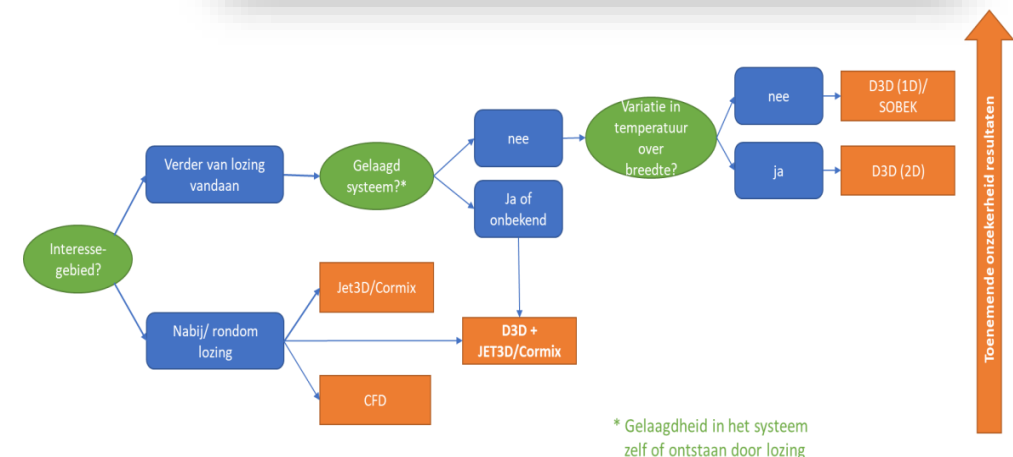 Interesse-
gebied?
Verder van lozing
vandaan
Gelaagd
systeem?*
nee
Ja of
onbekend
Variatie in
temperatuur
over
breedte?
nee
D3D (1D)/
SOBEK
ja
D3D (2D)
Nabij/ rondom
lozing
Jet3D/Cormix
D3D +
JET3D/Cormix
CFD
* Gelaagdheid in het systeem
zelf of ontstaan door lozing
Toenemende onzekerheid resultaten